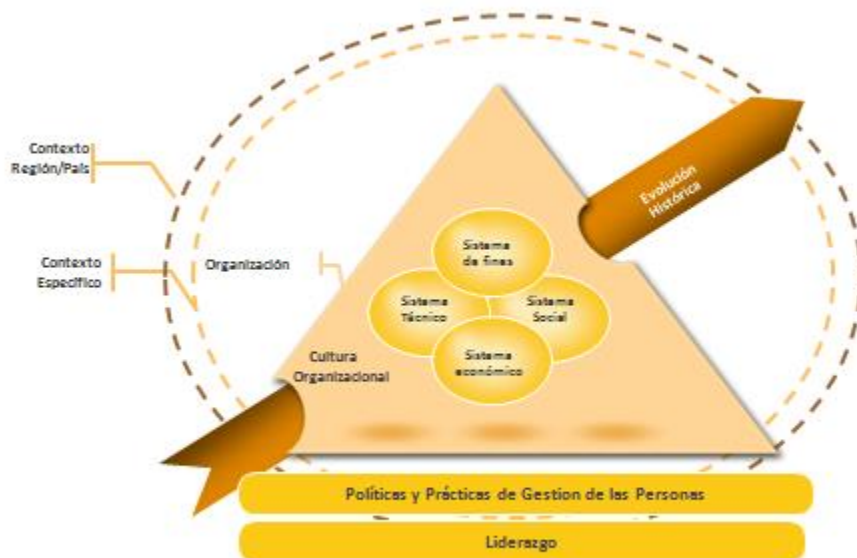 Contexto
Región/País
Evolución
Histórica
Contexto
Específico
Organización
Sistema
de fines
Sistema
Técnico
Sistema
Social
Sistema
económico
Cultura
Organizacional
Políticas y Prácticas de Gestion de las Personas
Liderazgo